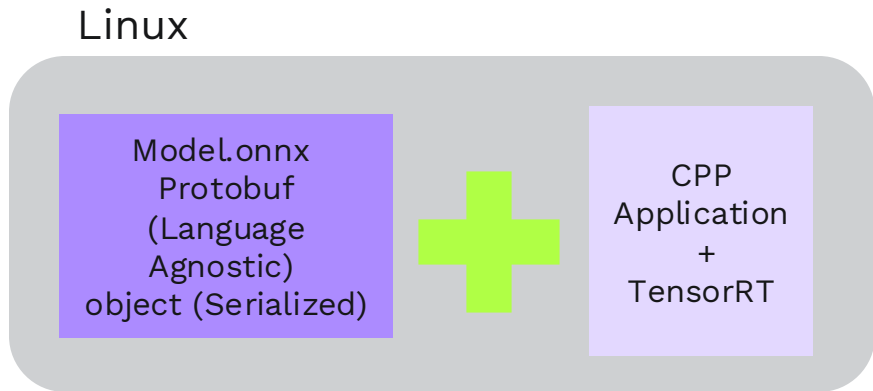 Linux
Model.onnx
Protobuf
(Language
Agnostic)
object (Serialized)
CPP
Application
+
TensorRT